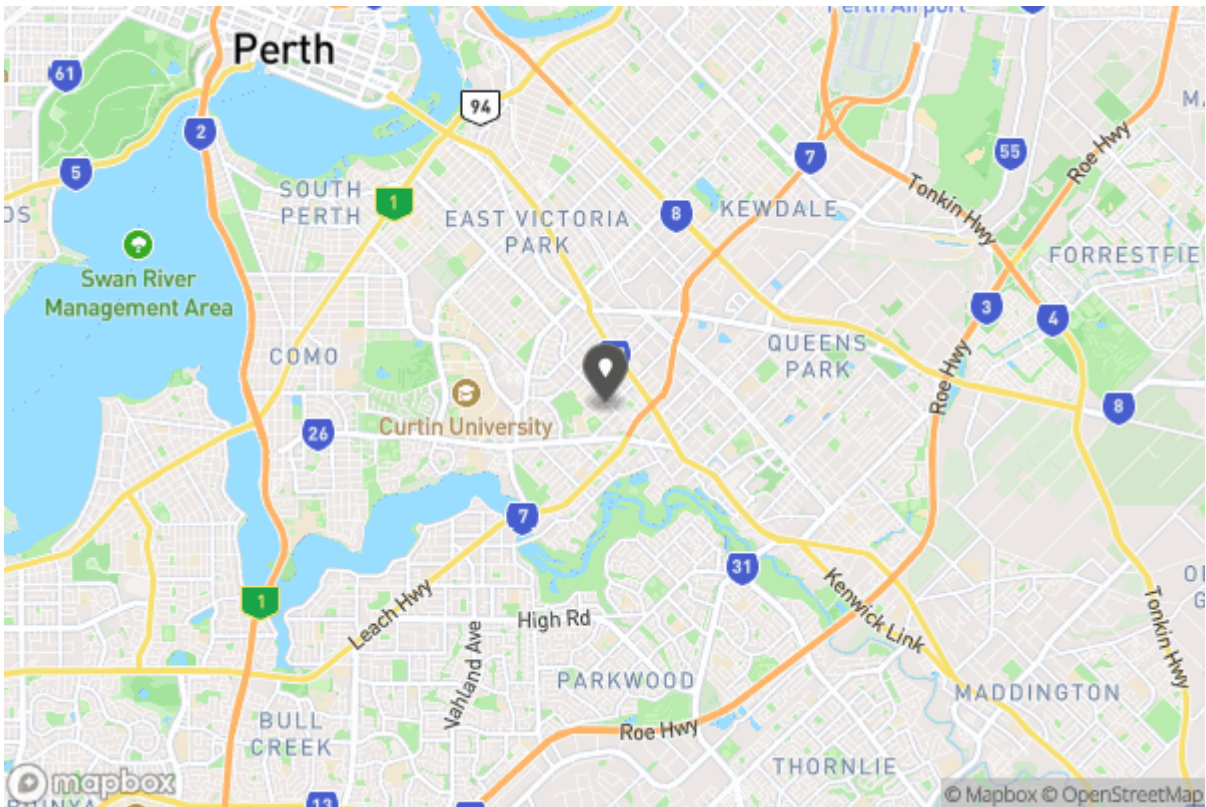 Perth Airport
Perth
61
94
2
5
7
55
Roe Hwy
SOUTH
PERTH
1
EAST VICTORIA
PARK
8
KEWDALE
Tonkin Hwy
Swan River
Management Area
FORRESTFIE
3
4
COMO
QUEENS
PARK
Roe Hwy
Curtin University
26
8
7
31
1
Leach Hwy
High Rd
Vahland Ave
Kenwick Link
Tonkin Hwy
PARKWOOD
MADDINGTON
BULL
CREEK
Roe Hwy
THORNLIE
mapbox
13
© Mapbox © OpenStreetMap